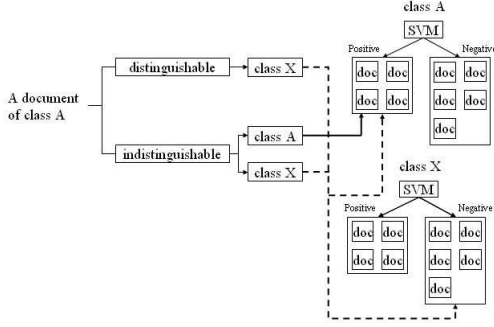 class A
SVM
Positive
Negative
doc doc
doc doc
doc doc
doc doc
doc
distinguishable
class X
A document
of class A
class A
indistinguishable
class X
class X
SVM
Positive
Negative
doc doc
doc doc
doc doc
doc doc
doc